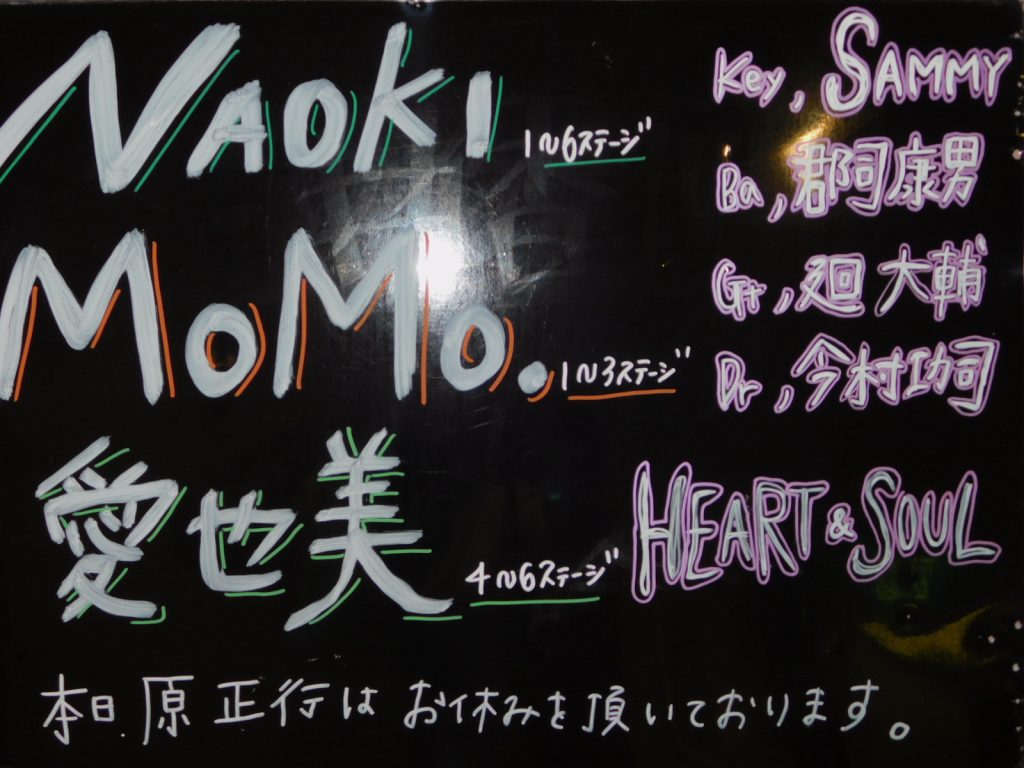 NAOKI 1~6ステージ
MoMo. 1~3ステージ
愛也美 4~6ステージ
Key, SAMMY
Ba, 郡司康男
Gt, 廻 大輔
Dr, 今村功司
HEART & SOUL
本日、原 正行は お休みを頂いております。